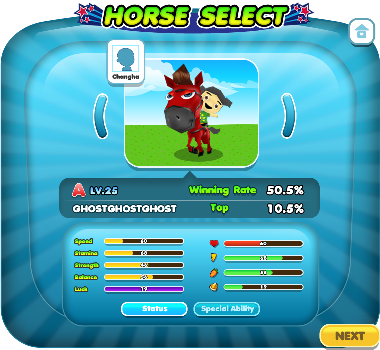 HORSE SELECT
Chongha
A LV.25 Winning Rate 50.5%
GHOSTGHOSTGHOST Top 10.5%
Speed 60
Stamina
Strength
Balance
Luck
Status Special Ability
NEXT